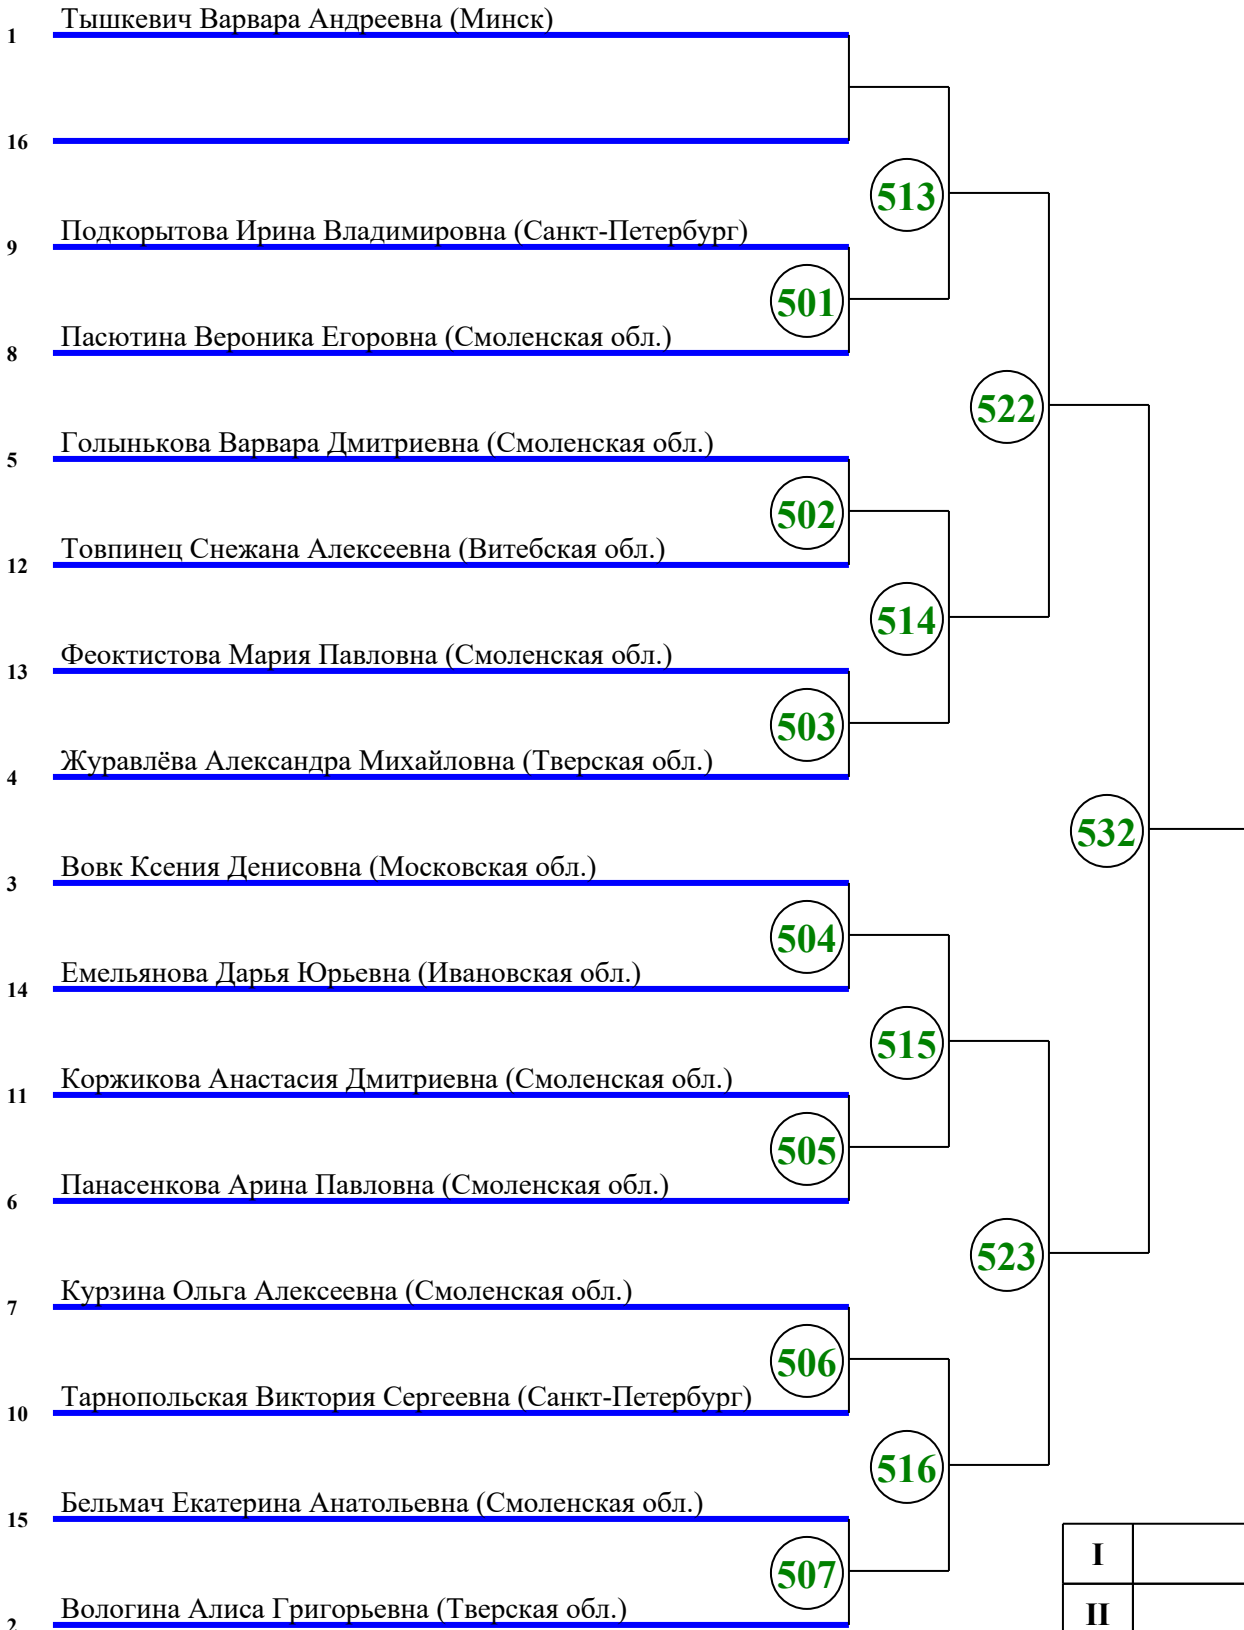 Тышкевич Варвара Андреевна (Минск)
1
16
513
Подкорытова Ирина Владимировна (Санкт-Петербург)
9
501
Пасютина Вероника Егоровна (Смоленская обл.)
8
522
Голынькова Варвара Дмитриевна (Смоленская обл.)
5
502
Товпинец Снежана Алексеевна (Витебская обл.)
12
514
Феоктистова Мария Павловна (Смоленская обл.)
13
503
Журавлёва Александра Михайловна (Тверская обл.)
4
532
Вовк Ксения Денисовна (Московская обл.)
3
504
Емельянова Дарья Юрьевна (Ивановская обл.)
14
515
Коржикова Анастасия Дмитриевна (Смоленская обл.)
11
505
Панасенкова Арина Павловна (Смоленская обл.)
6
523
Курзина Ольга Алексеевна (Смоленская обл.)
7
506
Тарнопольская Виктория Сергеевна (Санкт-Петербург)
10
516
Бельмач Екатерина Анатольевна (Смоленская обл.)
15
I
507
Вологина Алиса Григорьевна (Тверская обл.)
2
II